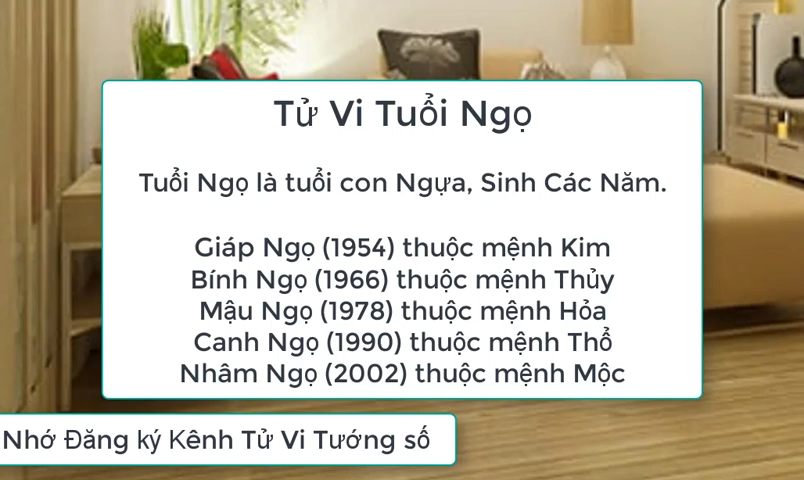 Tử Vi Tuổi Ngọ
Tuổi Ngọ là tuổi con Ngựa, Sinh Các Năm.
Giáp Ngọ (1954) thuộc mệnh Kim
Bính Ngọ (1966) thuộc mệnh Thủy
Mậu Ngọ (1978) thuộc mệnh Hỏa
Canh Ngọ (1990) thuộc mệnh Thổ
Nhâm Ngọ (2002) thuộc mệnh Mộc
Nhớ Đăng ký Kênh Tử Vi Tướng số